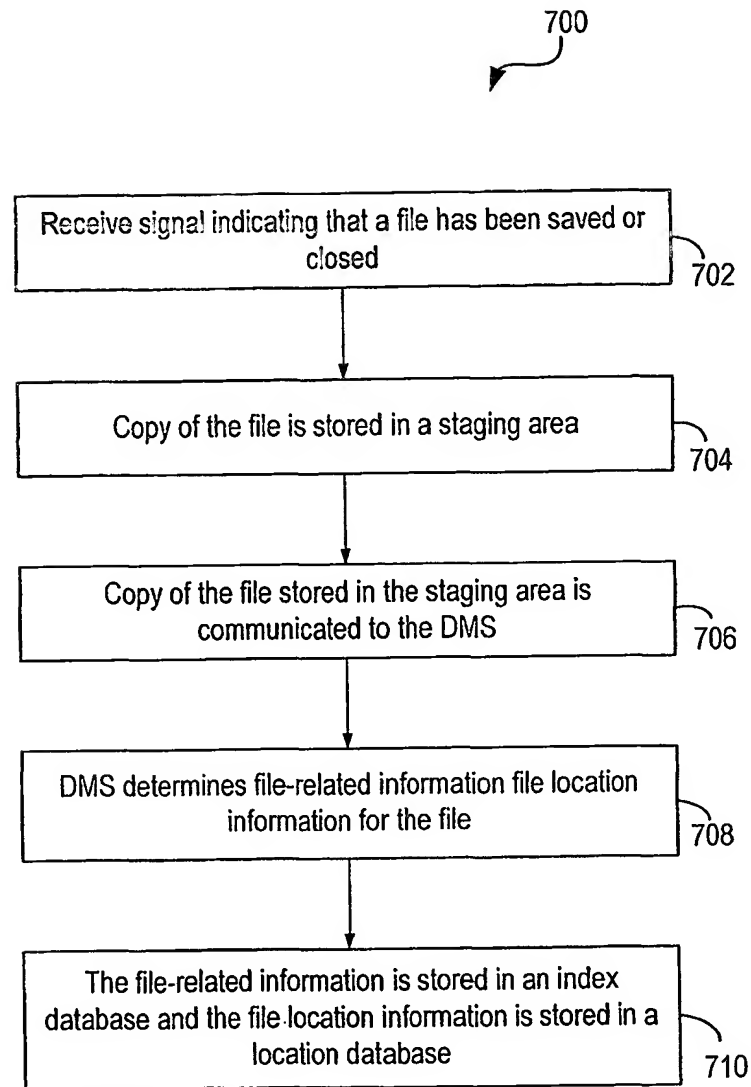 700
Receive signal indicating that a file has been saved or
closed
702
Copy of the file is stored in a staging area
704
Copy of the file stored in the staging area is
communicated to the DMS
706
DMS determines file-related information file location
information for the file
708
The file-related information is stored in an index
database and the file location information is stored in a
location database
710